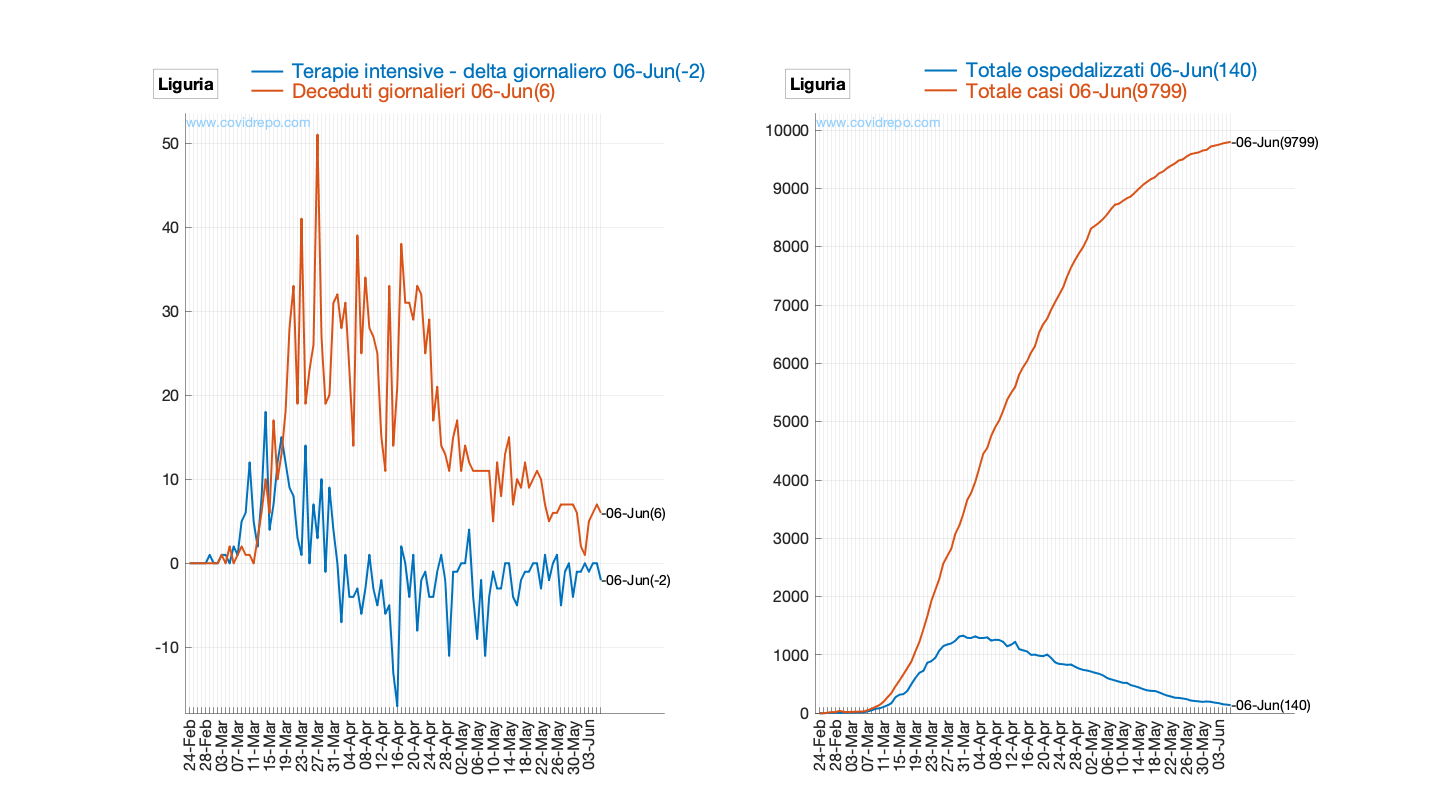 Liguria
Terapie intensive - delta giornaliero 06-Jun(-2)
Deceduti giornalieri 06-Jun(6)
www.covidrepo.com
50
40
30
20
10
0
-10
-06-Jun(6)
-06-Jun(-2)
24-Feb
28-Feb
03-Mar
07-Mar
11-Mar
15-Mar
19-Mar
23-Mar
27-Mar
31-Mar
04-Apr
08-Apr
12-Apr
16-Apr
20-Apr
24-Apr
28-Apr
02-May
06-May
10-May
14-May
18-May
22-May
26-May
30-May
03-Jun
Liguria
Totale ospedalizzati 06-Jun(140)
Totale casi 06-Jun(9799)
www.covidrepo.com
10000
9000
8000
7000
6000
5000
4000
3000
2000
1000
0
-06-Jun(9799)
-06-Jun(140)
24-Feb
28-Feb
03-Mar
07-Mar
11-Mar
15-Mar
19-Mar
23-Mar
27-Mar
31-Mar
04-Apr
08-Apr
12-Apr
16-Apr
20-Apr
24-Apr
28-Apr
02-May
06-May
10-May
14-May
18-May
22-May
26-May
30-May
03-Jun